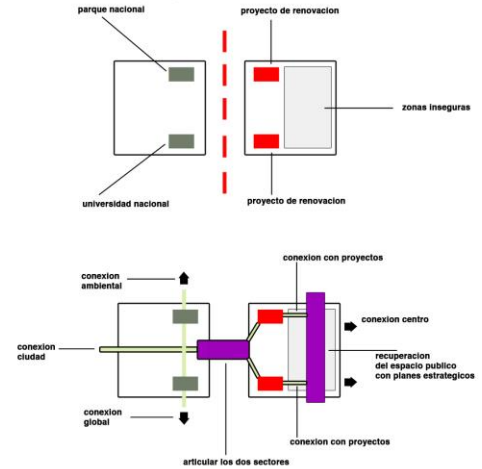 parque nacional
proyecto de renovacion
zonas inseguras
universidad nacional
proyecto de renovacion
conexion con proyectos
conexion
ambiental
conexion centro
conexion
ciudad
recuperacion
del espacio publico
con planes estrategicos
conexion
global
conexion con proyectos
articular los dos sectores